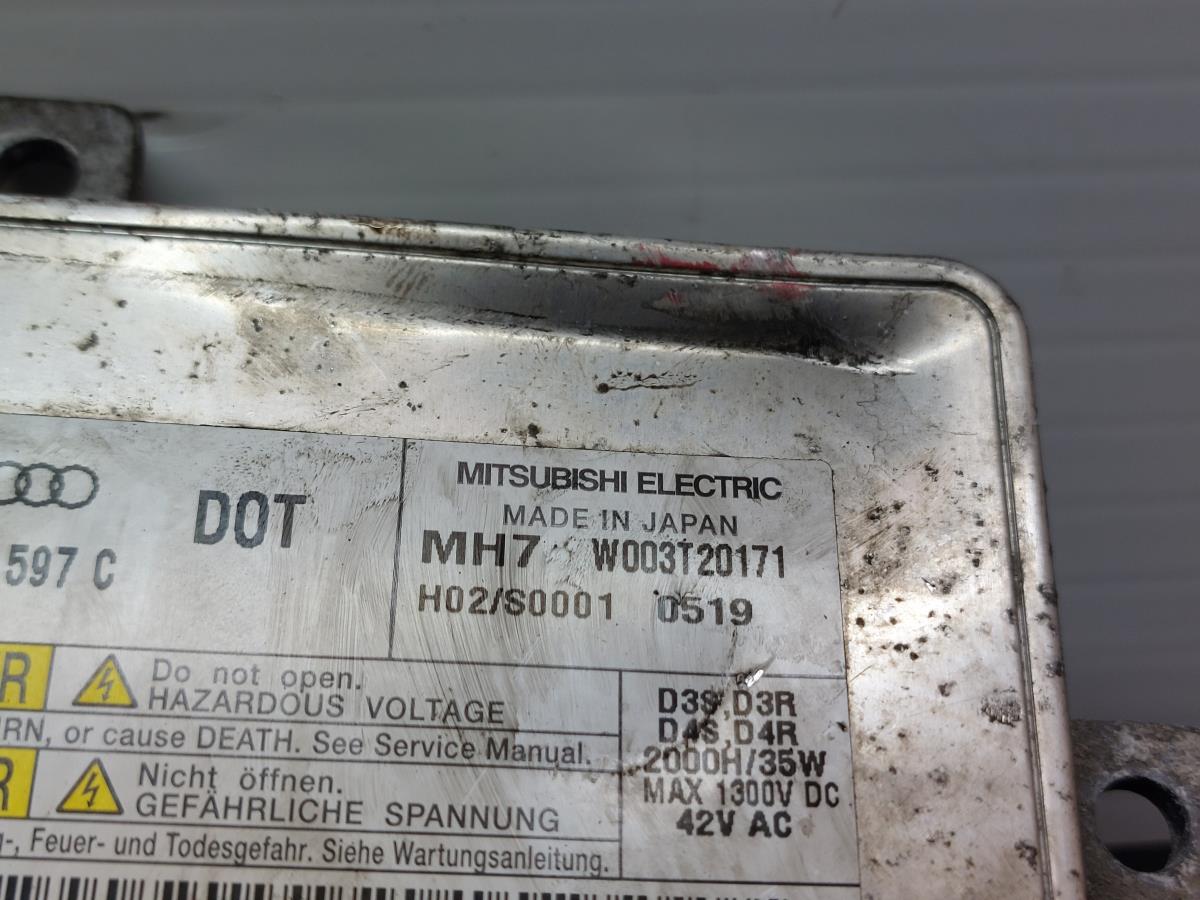 MITSUBISHI ELECTRIC
DOT
MADE IN JAPAN
597 C
MH7 W003T20171
H02/S0001 0519
R
Do not open.
HAZARDOUS VOLTAGE
RN, or cause DEATH. See Service Manual.
R
Nicht öffnen.
GEFÄHRLICHE SPANNUNG
-, Feuer- und Todesgefahr. Siehe Wartungsanleitung.
D3S, D3R
D4S, D4R
2000H/35W
MAX 1300V DC
42V AC